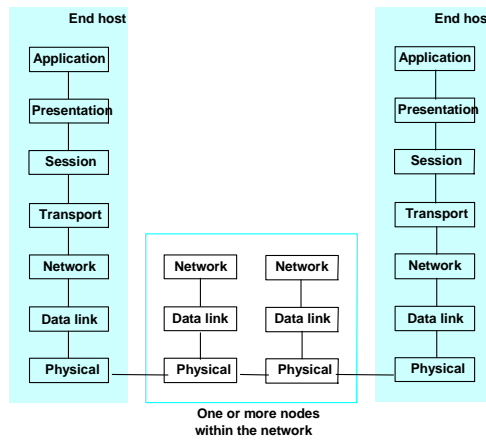 End host
End host
Application
Application
Presentation
Presentation
Session
Session
Transport
Transport
Network
Network
Network
Network
Data link
Data link
Data link
Data link
Physical
Physical
Physical
Physical
One or more nodes
within the network